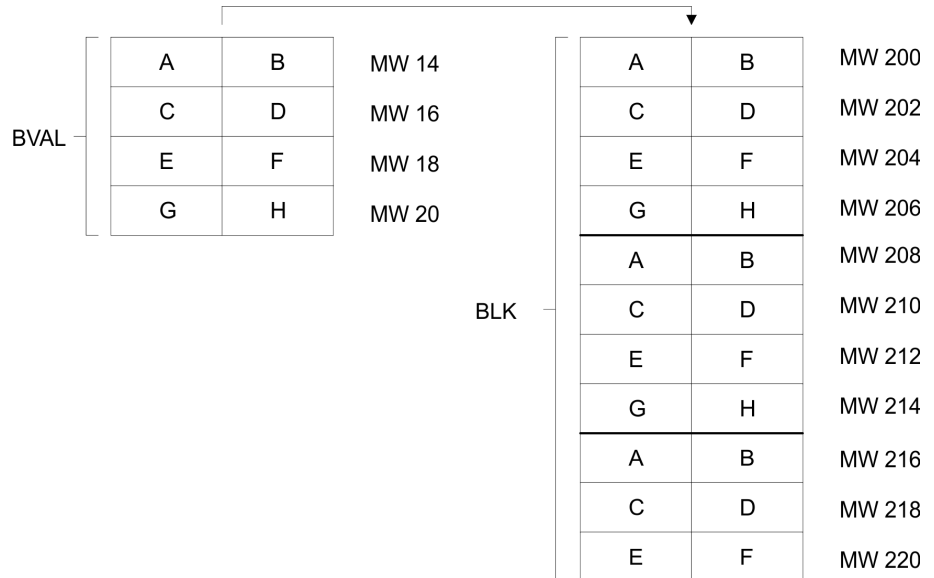 A B MW 14
C D MW 16
E F MW 18
G H MW 20
BVAL
A B MW 200
C D MW 202
E F MW 204
G H MW 206
A B MW 208
C D MW 210
E F MW 212
G H MW 214
A B MW 216
C D MW 218
E F MW 220
BLK